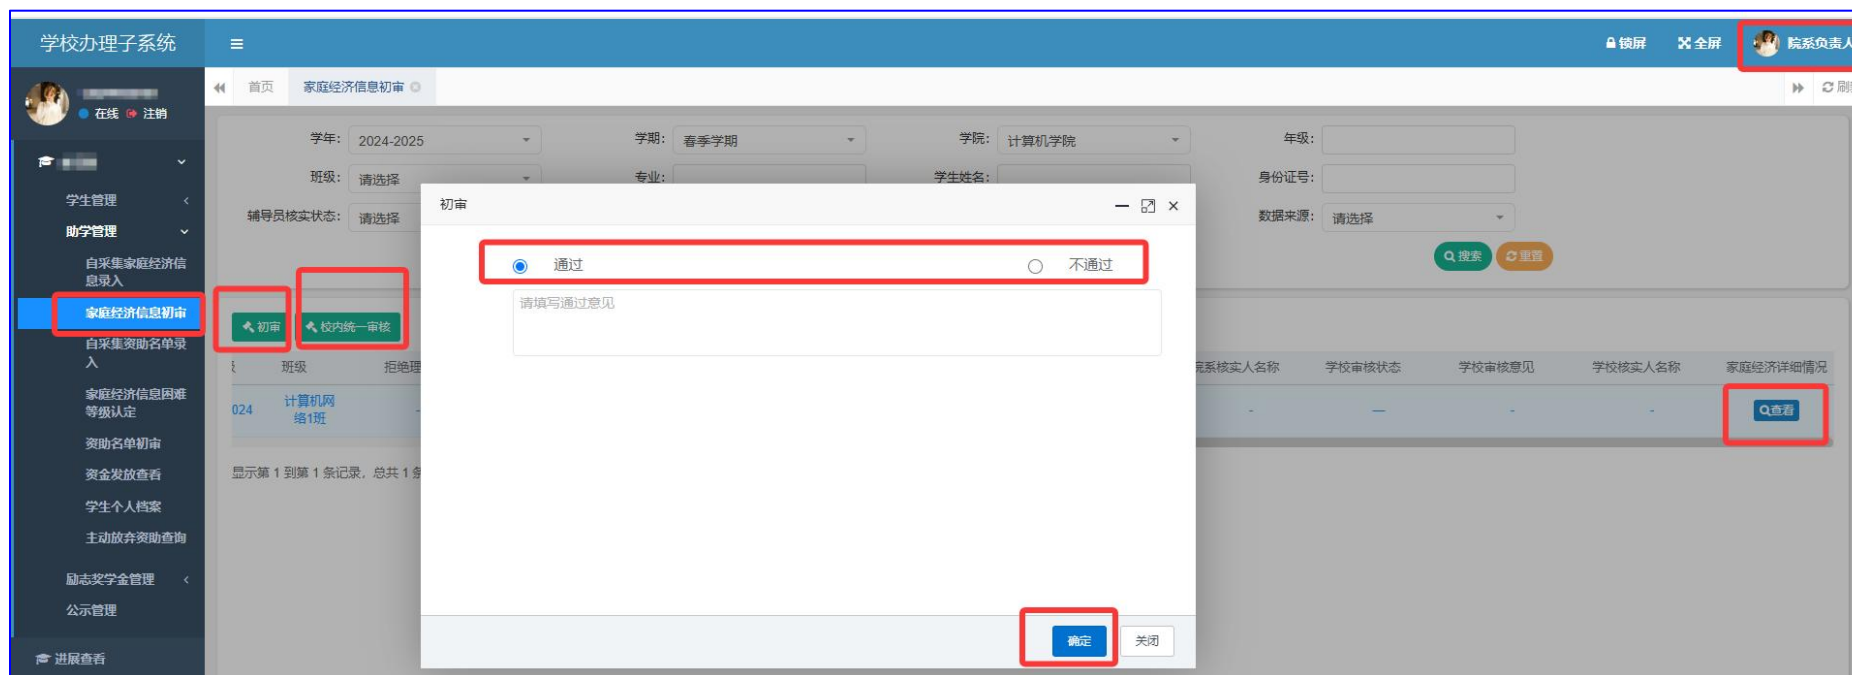 学校办理子系统
锁屏 全屏 院系负责人
在线 注销
首页 家庭经济信息初审
学年: 2024-2025 学期: 春季学期 学院: 计算机学院 年级:
班级: 请选择 专业: 学生姓名: 身份证号:
辅导员核实状态: 请选择 数据来源: 请选择
搜索 重置
学生管理
助学管理
自采集家庭经济信
息录入
家庭经济信息初审
自采集资助名单录
入
家庭经济信息困难
等级认定
资助名单初审
资金发放查看
学生个人档案
主动放弃资助查询
励志奖学金管理
公示管理
进展查看
初审 校内统一审核
班级 拒绝理 院系核实人名称 学校审核状态 学校审核意见 学校核实人名称 家庭经济详细情况
024 计算机网
络1班 - - — - - 查看
显示第 1 到第 1 条记录，总共 1 条
初审
通过 不通过
请填写通过意见
确定 关闭